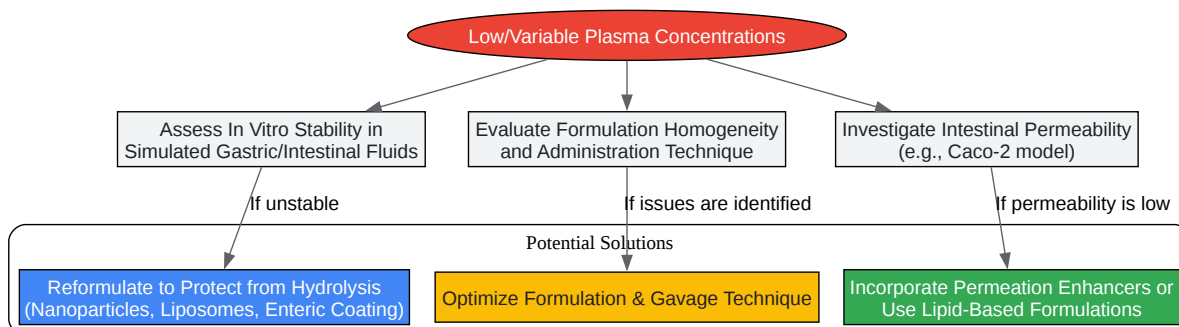 Low/Variable Plasma Concentrations
Assess In Vitro Stability in
Simulated Gastric/Intestinal Fluids
Evaluate Formulation Homogeneity
and Administration Technique
Investigate Intestinal Permeability
(e.g., Caco-2 model)
If unstable
If issues are identified
If permeability is low
Potential Solutions
Reformulate to Protect from Hydrolysis
(Nanoparticles, Liposomes, Enteric Coating)
Optimize Formulation & Gavage Technique
Incorporate Permeation Enhancers or
Use Lipid-Based Formulations